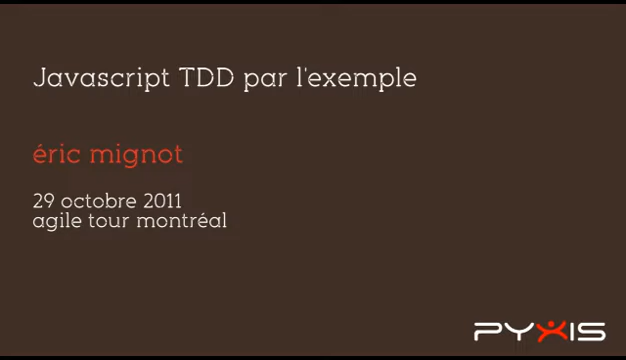 Javascript TDD par l'exemple
éric mignot
29 octobre 2011
agile tour montréal
PYXIS